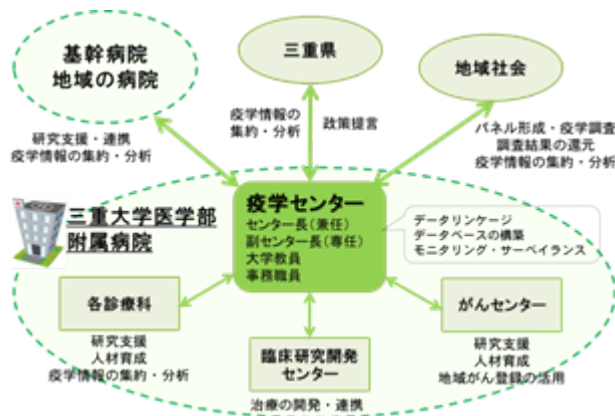 基幹病院
地域の病院
三重県
地域社会
研究支援・連携
疫学情報の集約・分析
疫学情報の
集約・分析
政策提言
パネル形成・疫学調査
調査結果の還元
疫学情報の集約・分析
三重大学医学部
附属病院
疫学センター
センター長(兼任)
副センター長(専任)
大学教員
事務職員
データリンケージ
データベースの構築
モニタリング・サーベイランス
各診療科
研究支援
人材育成
疫学情報の集約・分析
臨床研究開発
センター
治療の開発・連携
がんセンター
研究支援
人材育成
地域がん登録の活用